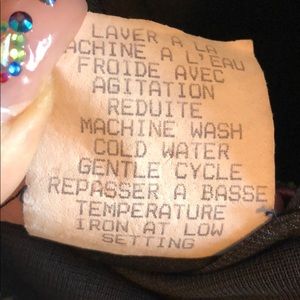 LAVER A LA
MACHINE A L'EAU
FROIDE AVEC
AGITATION
REDUITE
MACHINE WASH
COLD WATER
GENTLE CYCLE
REPASSER A BASSE
TEMPERATURE
IRON AT LOW
SETTING